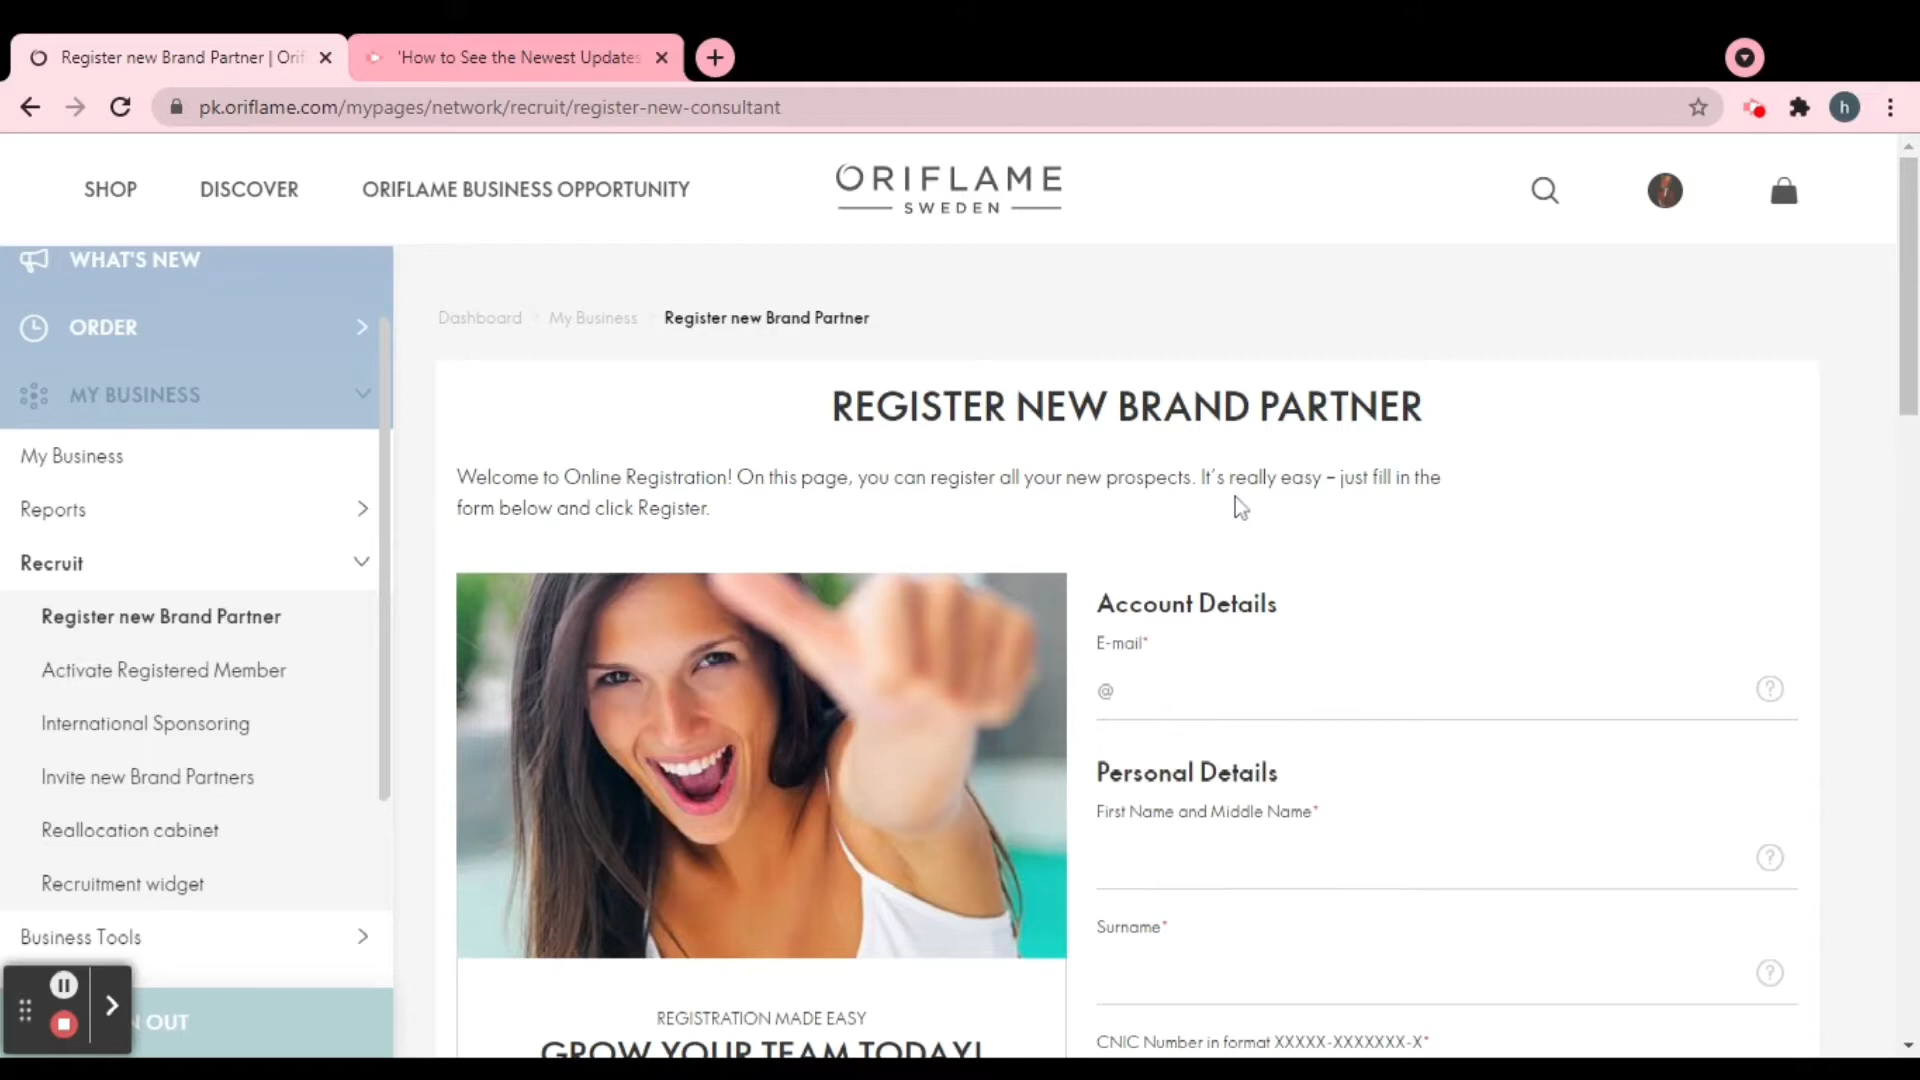 Register new Brand Partner | Orif
'How to See the Newest Updates
pk.oriflame.com/mypages/network/recruit/register-new-consultant
h
SHOP
DISCOVER
ORIFLAME BUSINESS OPPORTUNITY
ORIFLAME
SWEDEN
WHAT'S NEW
ORDER
MY BUSINESS
My Business
Reports
Recruit
Register new Brand Partner
Activate Registered Member
International Sponsoring
Invite new Brand Partners
Reallocation cabinet
Recruitment widget
Business Tools
N OUT
Dashboard
My Business
Register new Brand Partner
REGISTER NEW BRAND PARTNER
Welcome to Online Registration! On this page, you can register all your new prospects. It's really easy – just fill in the
form below and click Register.
REGISTRATION MADE EASY
GROW YOUR TEAM TODAY!
Account Details
E-mail*
@
?
Personal Details
First Name and Middle Name*
?
Surname*
?
CNIC Number in format XXXXX-XXXXXXX-X*